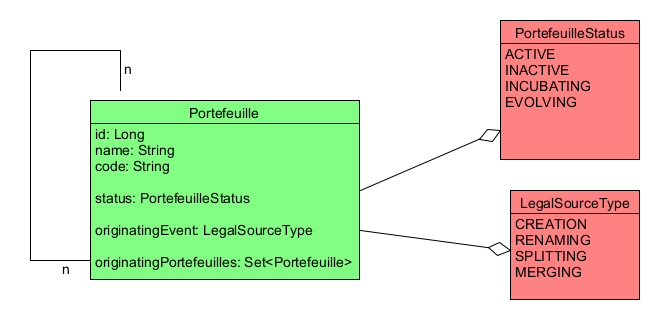 PortefeuilleStatus
ACTIVE
INACTIVE
INCUBATING
EVOLVING
n
Portefeuille
id: Long
name: String
code: String
status: PortefeuilleStatus
originatingEvent: LegalSourceType
originatingPortefeuilles: Set<Portefeuille>
n
LegalSourceType
CREATION
RENAMING
SPLITTING
MERGING